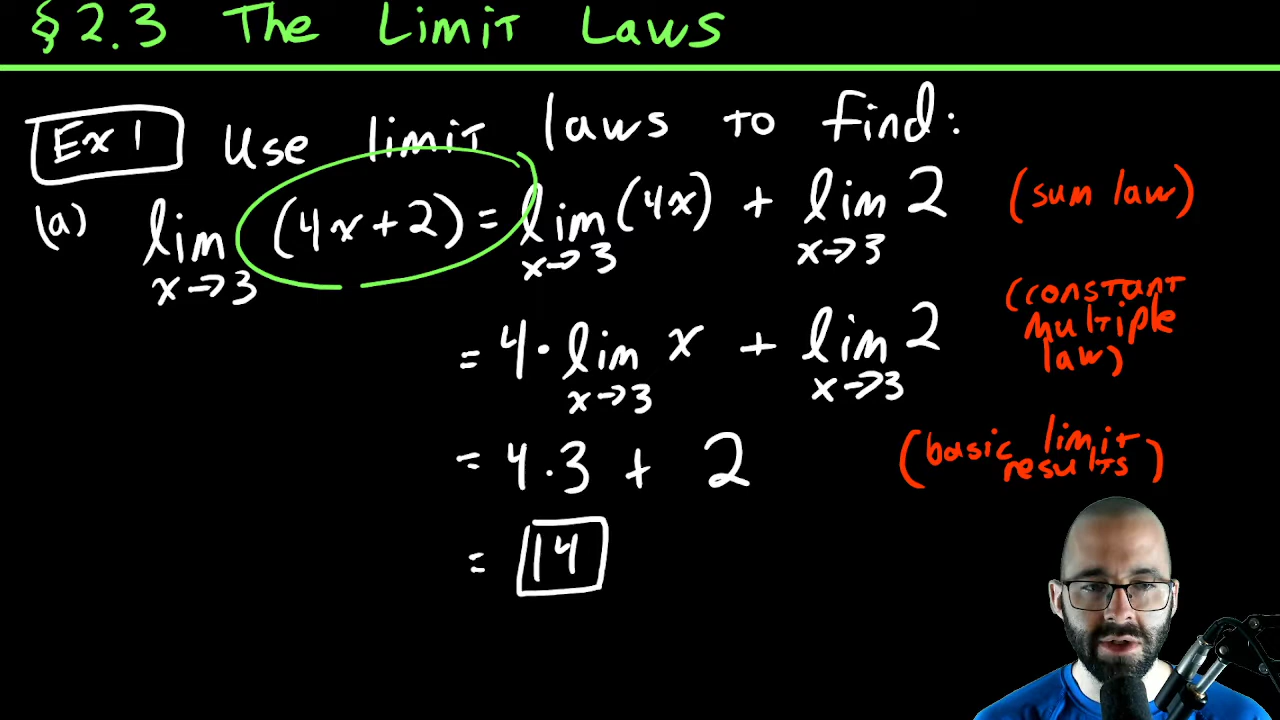 §2.3 The Limit Laws
Ex 1 Use limit laws to find:
(a) lim x→3 (4x+2) = lim x→3 (4x) + lim x→3 2 (sum law)
= 4 · lim x→3 x + lim x→3 2 (constant multiple law)
= 4·3 + 2 (basic limit results)
= 14